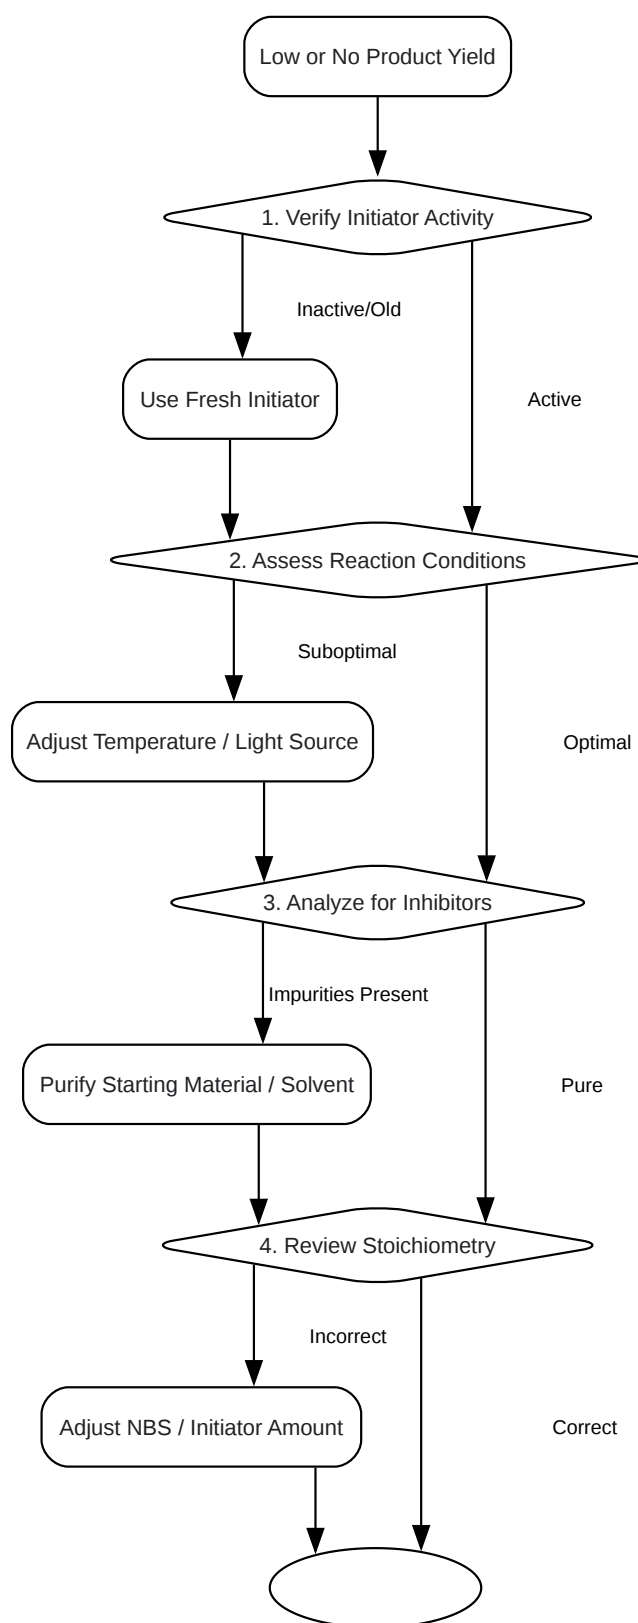 Low or No Product Yield
1. Verify Initiator Activity
Inactive/Old
Use Fresh Initiator
Active
2. Assess Reaction Conditions
Suboptimal
Adjust Temperature / Light Source
Optimal
3. Analyze for Inhibitors
Impurities Present
Purify Starting Material / Solvent
Pure
4. Review Stoichiometry
Incorrect
Adjust NBS / Initiator Amount
Correct